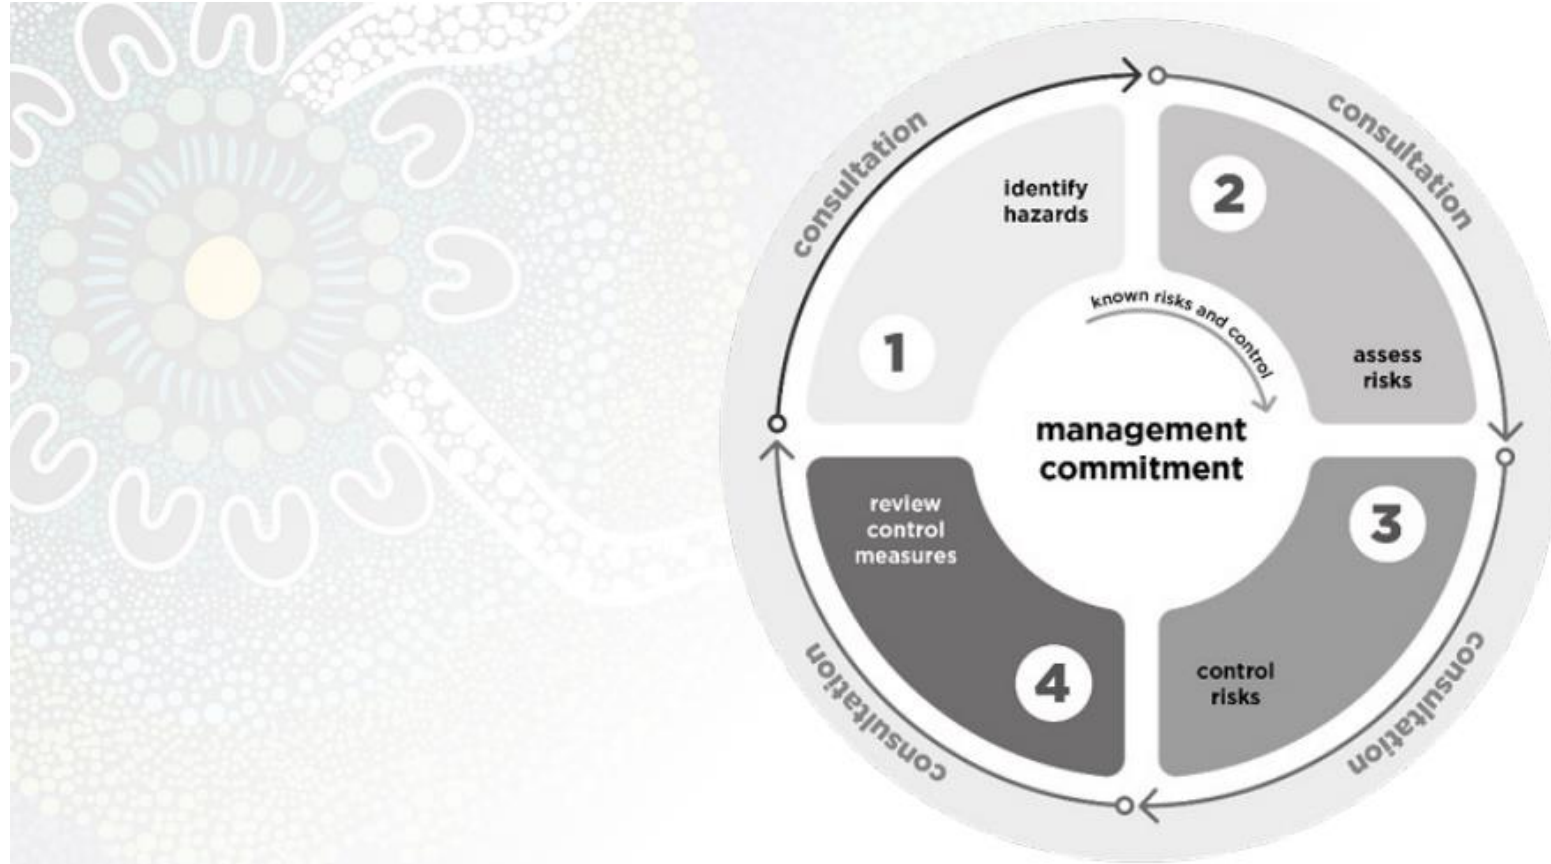 consultation
consultation
1
identify
hazards
2
assess
risks
known risks and control
management
commitment
3
control
risks
4
review
control
measures
consultation
consultation